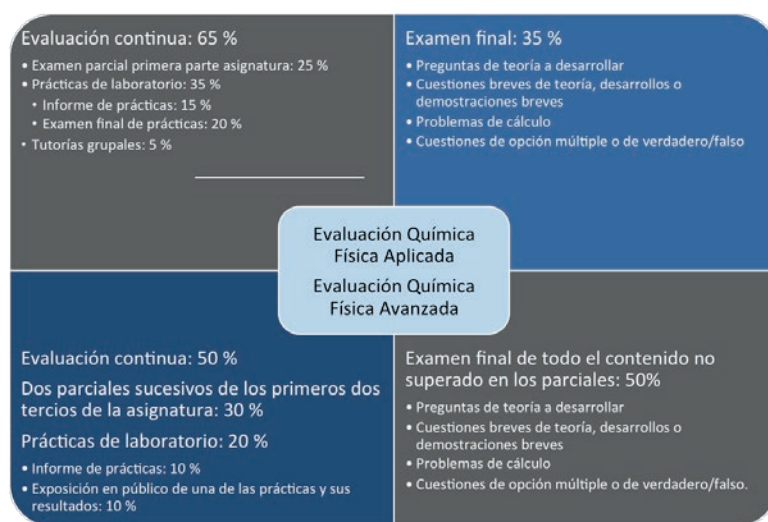 Evaluación continua: 65 %
• Examen parcial primera parte asignatura: 25 %
• Prácticas de laboratorio: 35 %
• Informe de prácticas: 15 %
• Examen final de prácticas: 20 %
• Tutorías grupales: 5 %
Examen final: 35 %
• Preguntas de teoría a desarrollar
• Cuestiones breves de teoría, desarrollos o
demostraciones breves
• Problemas de cálculo
• Cuestiones de opción múltiple o de verdadero/falso
Evaluación Química
Física Aplicada
Evaluación Química
Física Avanzada
Evaluación continua: 50 %
Dos parciales sucesivos de los primeros dos
tercios de la asignatura: 30 %
Prácticas de laboratorio: 20 %
• Informe de prácticas: 10 %
• Exposición en público de una de las prácticas y sus
resultados: 10 %
Examen final de todo el contenido no
superado en los parciales: 50%
• Preguntas de teoría a desarrollar
• Cuestiones breves de teoría, desarrollos o
demostraciones breves
• Problemas de cálculo
• Cuestiones de opción múltiple o de verdadero/falso.